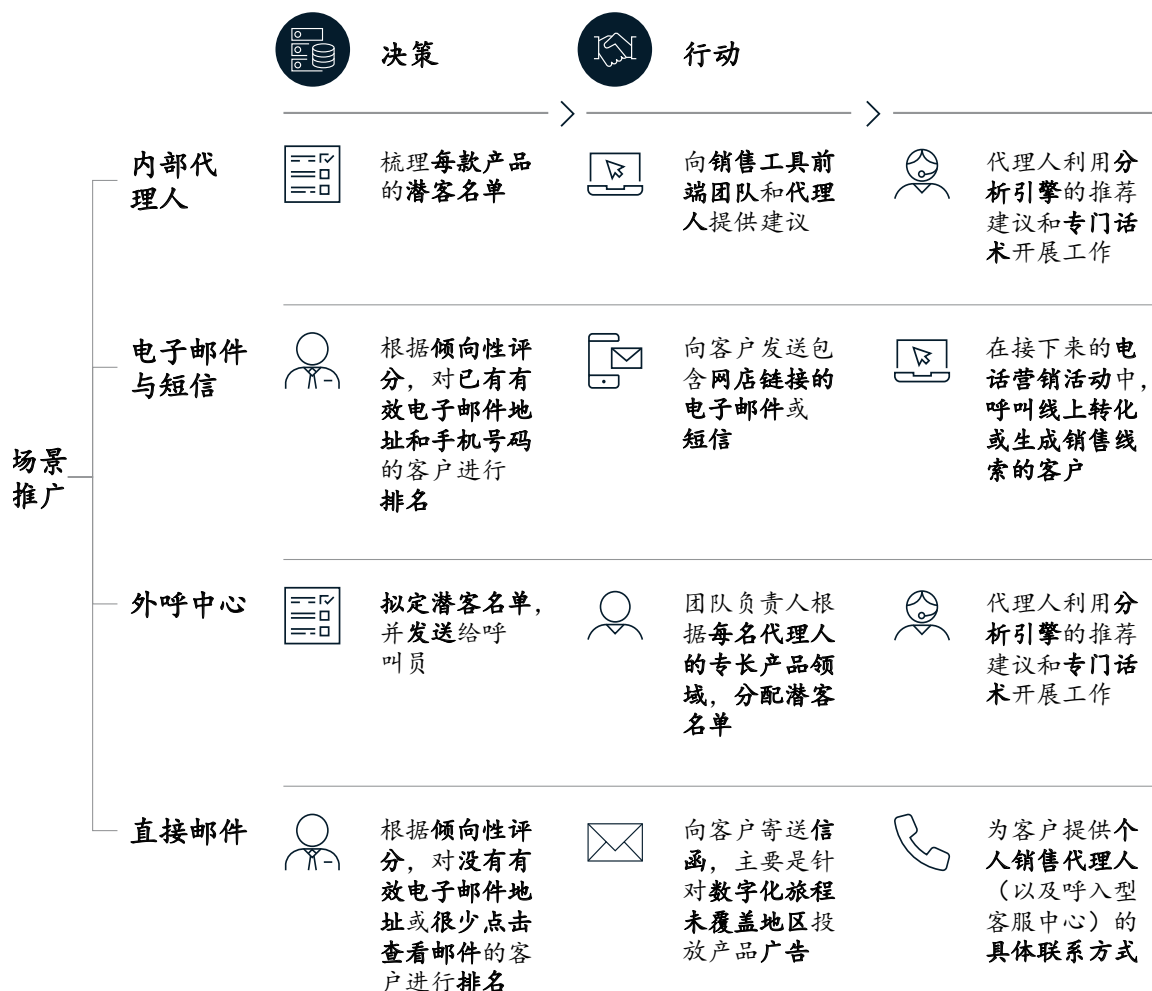 决策
行动
场景
推广
内部代
理人
梳理每款产品
的潜客名单
向销售工具前
端团队和代理
人提供建议
代理人利用分
析引擎的推荐
建议和专门话
术开展工作
电子邮件
与短信
根据倾向性评
分，对已有有
效电子邮件地
址和手机号码
的客户进行
排名
向客户发送包
含网店链接的
电子邮件或
短信
在接下来的电
话营销活动中，
呼叫线上转化
或生成销售线
索的客户
外呼中心
拟定潜客名单，
并发送给呼
叫员
团队负责人根
据每名代理人
的专长产品领
域，分配潜客
名单
代理人利用分
析引擎的推荐
建议和专门话
术开展工作
直接邮件
根据倾向性评
分，对没有有
效电子邮件地
址或很少点击
查看邮件的客
户进行排名
向客户寄送信
函，主要是针
对数字化旅程
未覆盖地区投
放产品广告
为客户提供个
人销售代理人
（以及呼入型
客服中心）的
具体联系方式